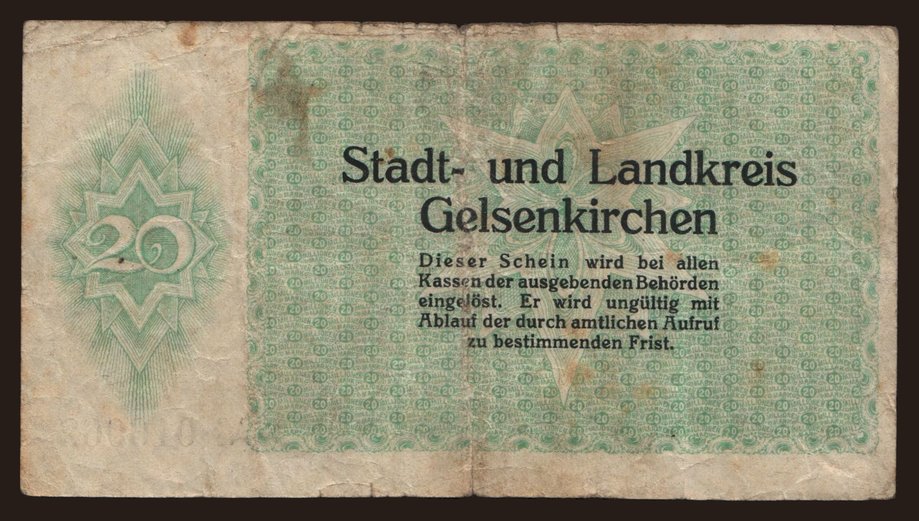 Stadt- und Landkreis
Gelsenkirchen
Dieser Schein wird bei allen
Kassen der ausgebenden Behörden
eingelöst. Er wird ungültig mit
Ablauf der durch amtlichen Aufruf
zu bestimmenden Frist.
20